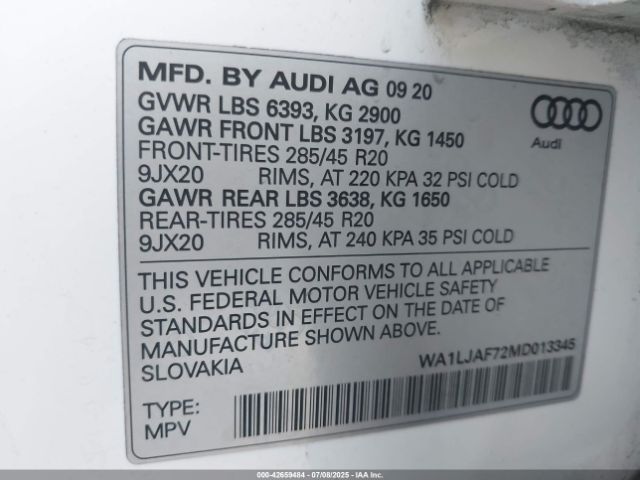 MFD. BY AUDI AG 09 20
GVWR LBS 6393, KG 2900
GAWR FRONT LBS 3197, KG 1450
FRONT-TIRES 285/45 R20
9JX20 RIMS, AT 220 KPA 32 PSI COLD
GAWR REAR LBS 3638, KG 1650
REAR-TIRES 285/45 R20
9JX20 RIMS, AT 240 KPA 35 PSI COLD
Audi
THIS VEHICLE CONFORMS TO ALL APPLICABLE
U.S. FEDERAL MOTOR VEHICLE SAFETY
STANDARDS IN EFFECT ON THE DATE OF
MANUFACTURE SHOWN ABOVE.
SLOVAKIA
WA1LJAF72MD013345
TYPE:
MPV
000-42659484 | 07/08/2025 - IAAI.com